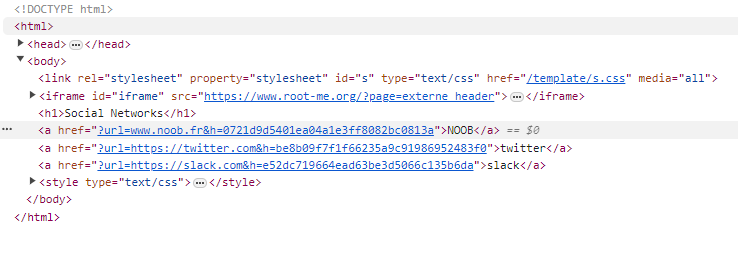 <!DOCTYPE html>
<html>
<head> … </head>
<body>
<link rel="stylesheet" property="stylesheet" id="s" type="text/css" href="/template/s.css" media="all">
<iframe id="iframe" src="https://www.root-me.org/?page=externe_header"> … </iframe>
<h1>Social Networks</h1>
… <a href="?url=www.noob.fr&h=0721d9d5401ea04a1e3ff8082bc0813a">NOOB</a> == $0
<a href="?url=https://twitter.com&h=be8b09f7f1f66235a9c91986952483f0">twitter</a>
<a href="?url=https://slack.com&h=e52dc719664ead63be3d5066c135b6da">slack</a>
<style type="text/css"> … </style>
</body>
</html>